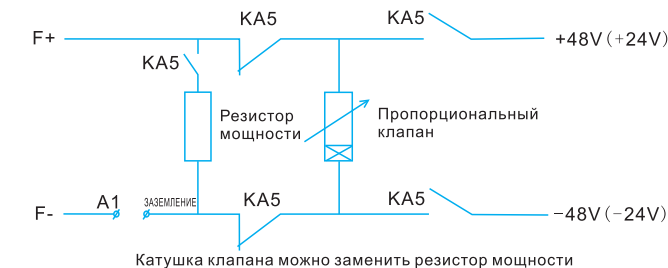 KA5 KA5
F+ +48V(+24V)
KA5
Резистор
мощности
Пропорциональный
клапан
A1 ЗАЗЕМЛЕНИЕ KA5 KA5
F- −48V(−24V)
Катушка клапана можно заменить резистор мощности